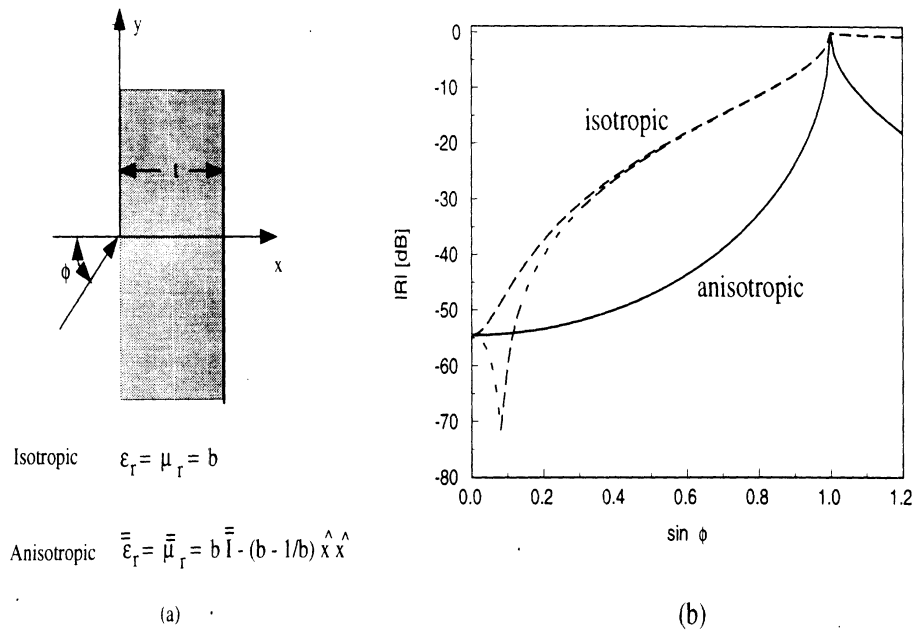 y
t
x
ϕ
Isotropic ε_r = μ_r = b
Anisotropic ε̿_r = μ̿_r = b I̿ - (b - 1/b) x̂ x̂
(a)
|R| [dB]
0
-10
-20
-30
-40
-50
-60
-70
-80
isotropic
anisotropic
0.0 0.2 0.4 0.6 0.8 1.0 1.2
sin ϕ
(b)